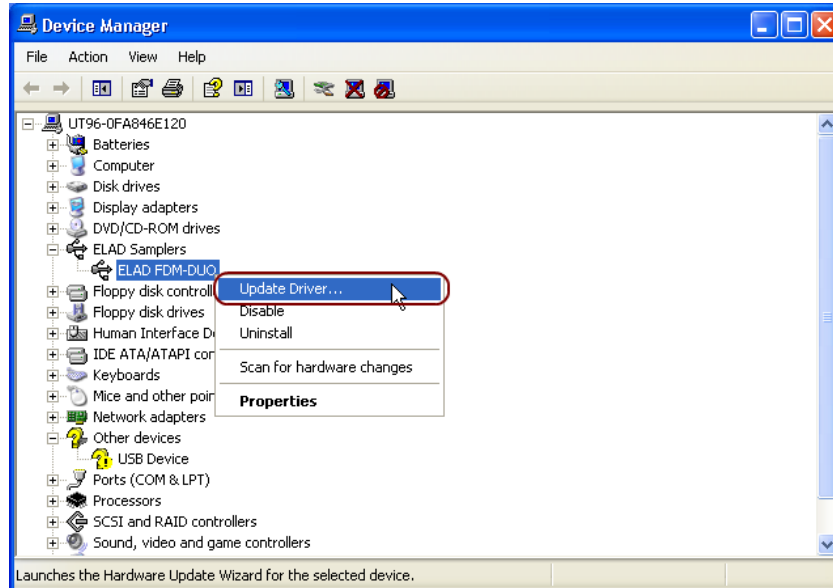 Device Manager
File Action View Help
UT96-0FA846E120
Batteries
Computer
Disk drives
Display adapters
DVD/CD-ROM drives
ELAD Samplers
ELAD FDM-DUO
Floppy disk controll
Floppy disk drives
Human Interface D
IDE ATA/ATAPI cor
Keyboards
Mice and other poir
Network adapters
Other devices
USB Device
Ports (COM & LPT)
Processors
SCSI and RAID controllers
Sound, video and game controllers
Update Driver...
Disable
Uninstall
Scan for hardware changes
Properties
Launches the Hardware Update Wizard for the selected device.